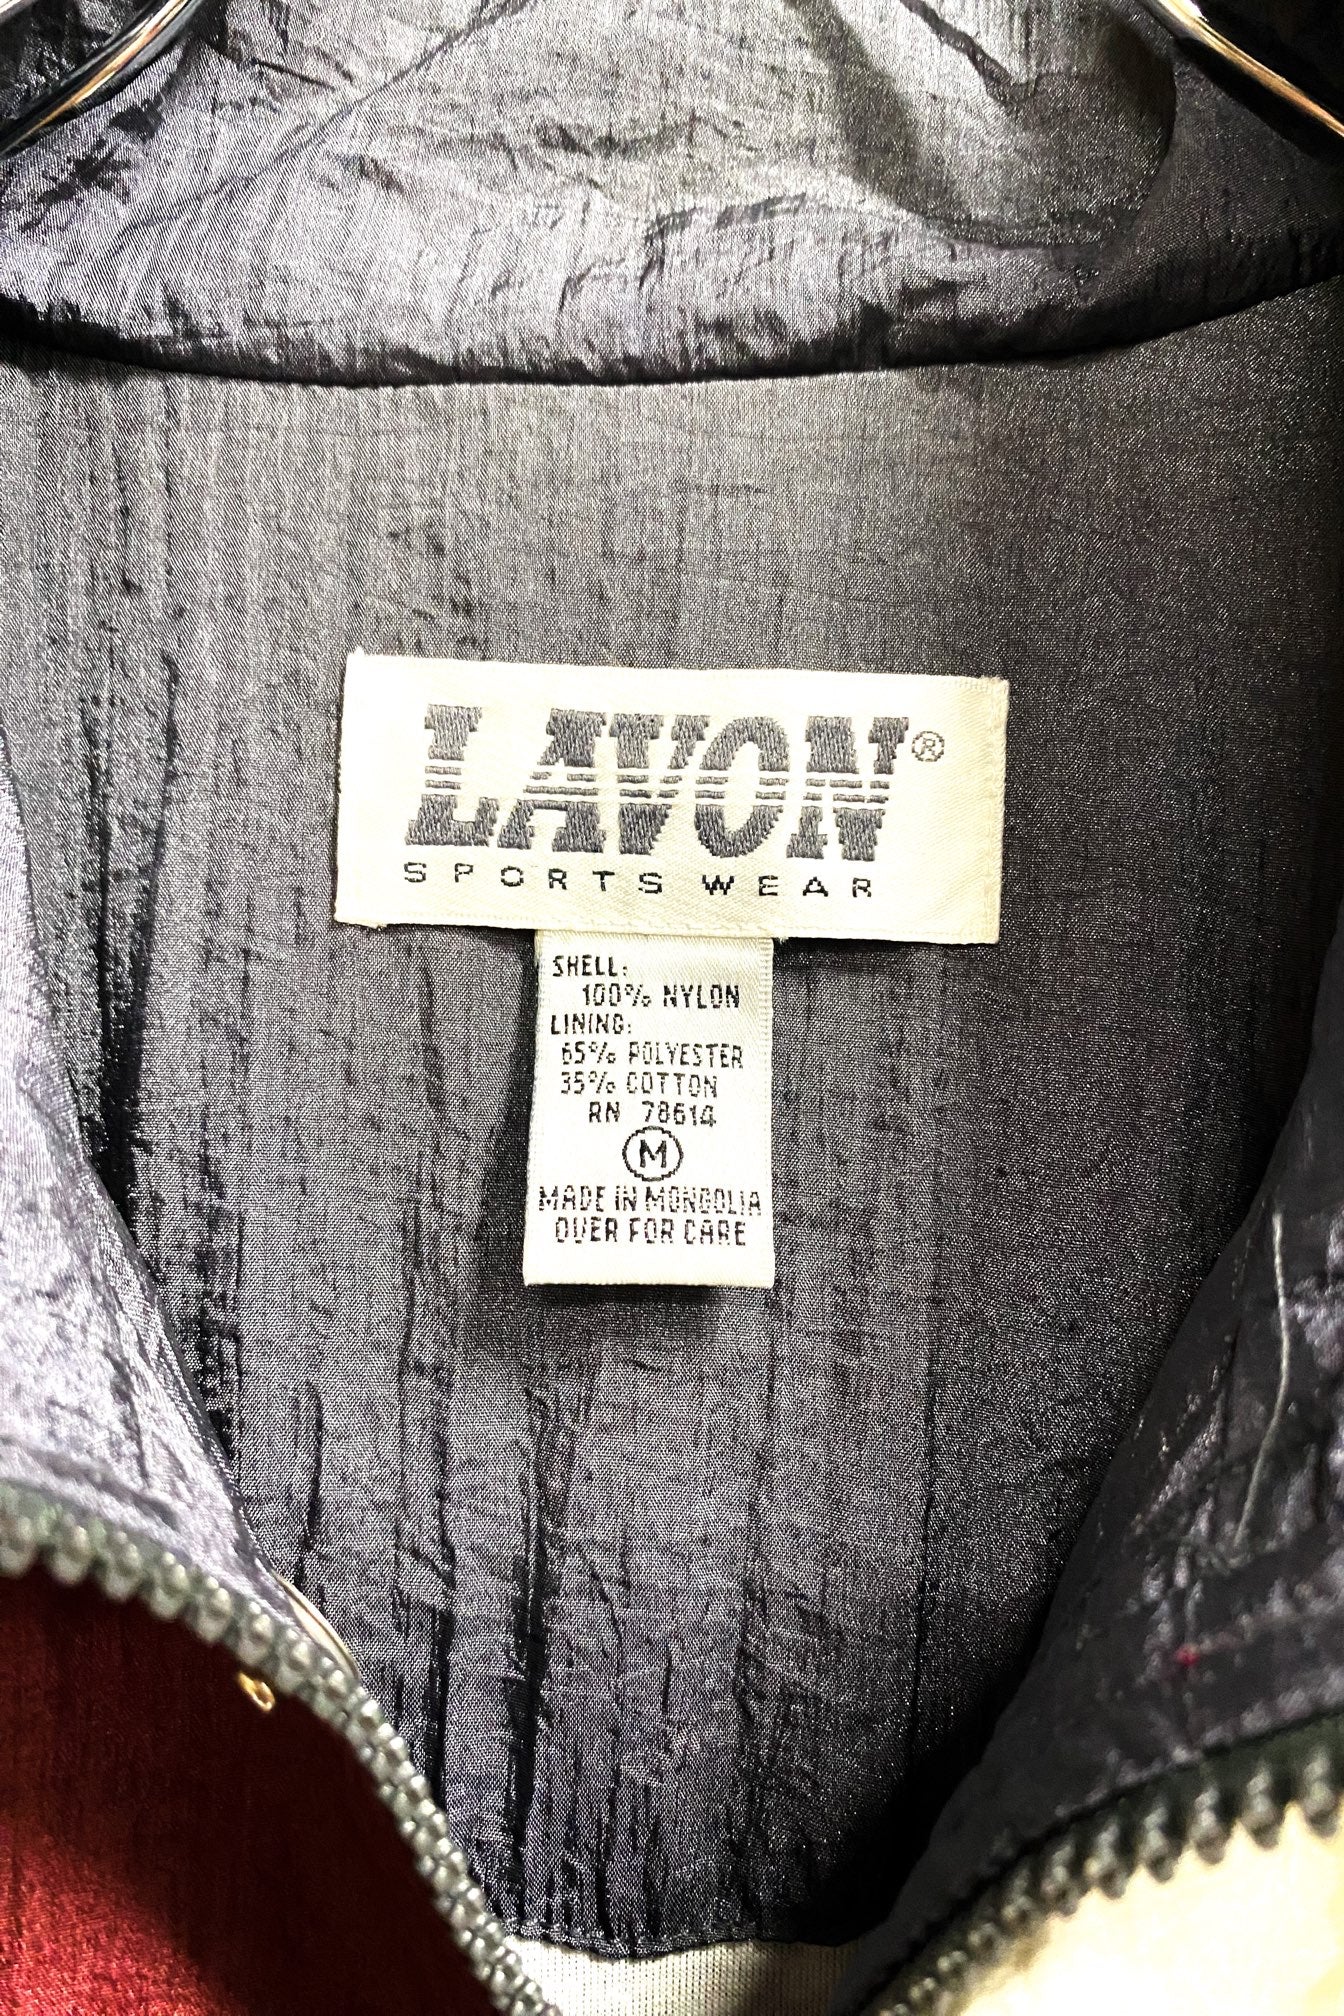 LAVON®
SPORTS WEAR
SHELL:
100% NYLON
LINING:
65% POLYESTER
35% COTTON
RN 78614
M
MADE IN MONGOLIA
OVER FOR CARE